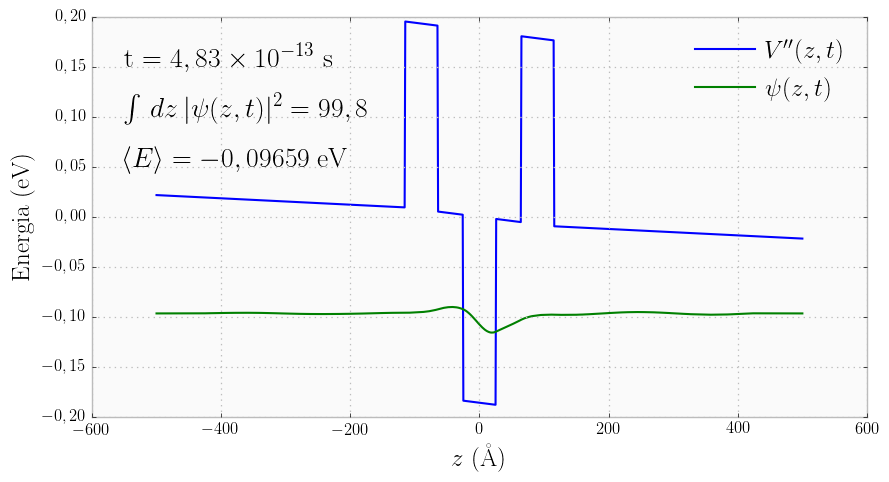 0,20
0,15
0,10
0,05
0,00
−0,05
−0,10
−0,15
−0,20
Energia (eV)
t = 4,83 × 10⁻¹³ s
∫ dz |ψ(z, t)|² = 99,8
⟨E⟩ = −0,09659 eV
V′′(z, t)
ψ(z, t)
−600 −400 −200 0 200 400 600
z (Å)